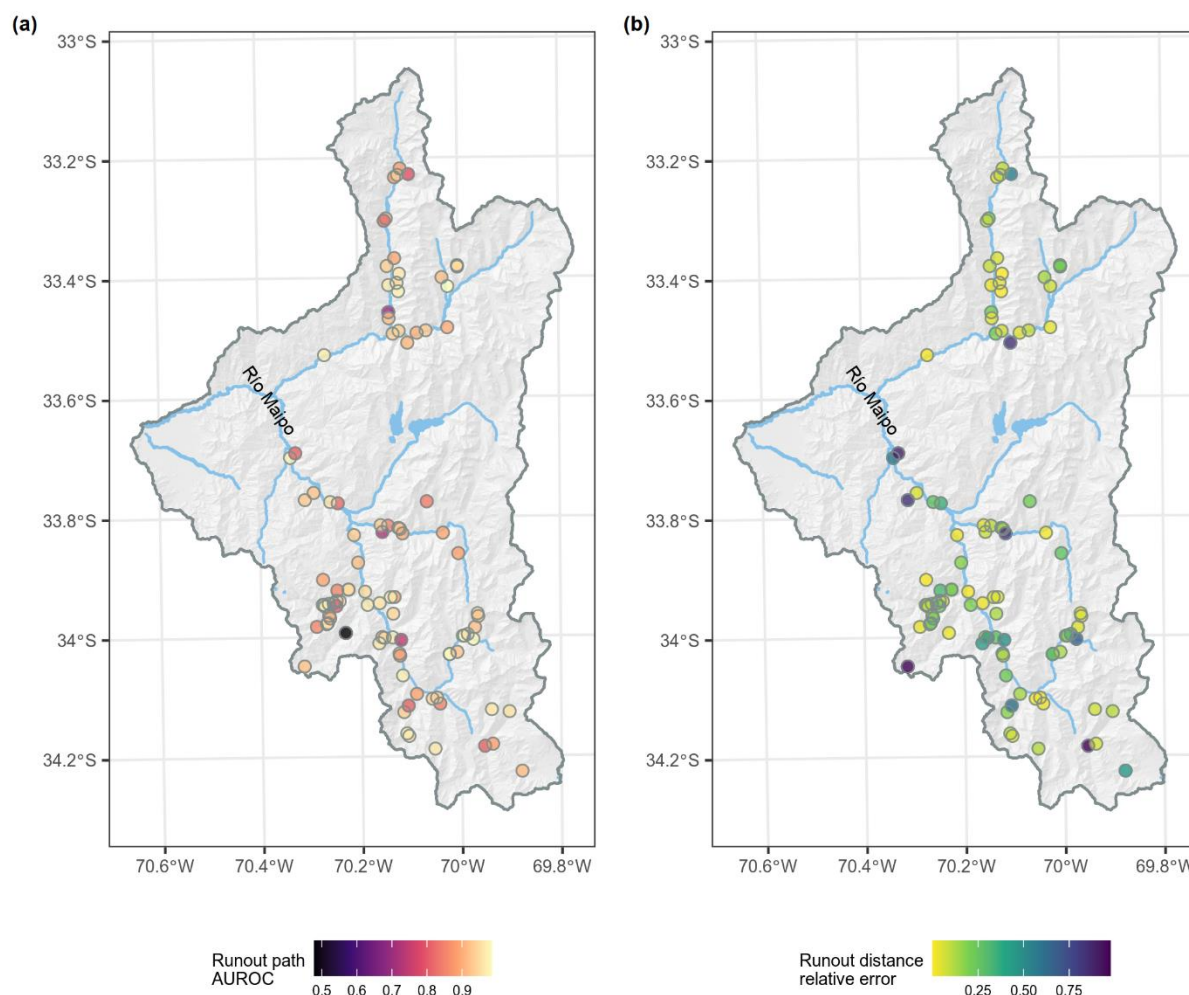 (a)
(b)
33°S
33.2°S
33.4°S
33.6°S
33.8°S
34°S
34.2°S
Río Maipo
70.6°W
70.4°W
70.2°W
70°W
69.8°W
33°S
33.2°S
33.4°S
33.6°S
33.8°S
34°S
34.2°S
Río Maipo
70.6°W
70.4°W
70.2°W
70°W
69.8°W
Runout path
AUROC
0.5 0.6 0.7 0.8 0.9
Runout distance
relative error
0.25 0.50 0.75